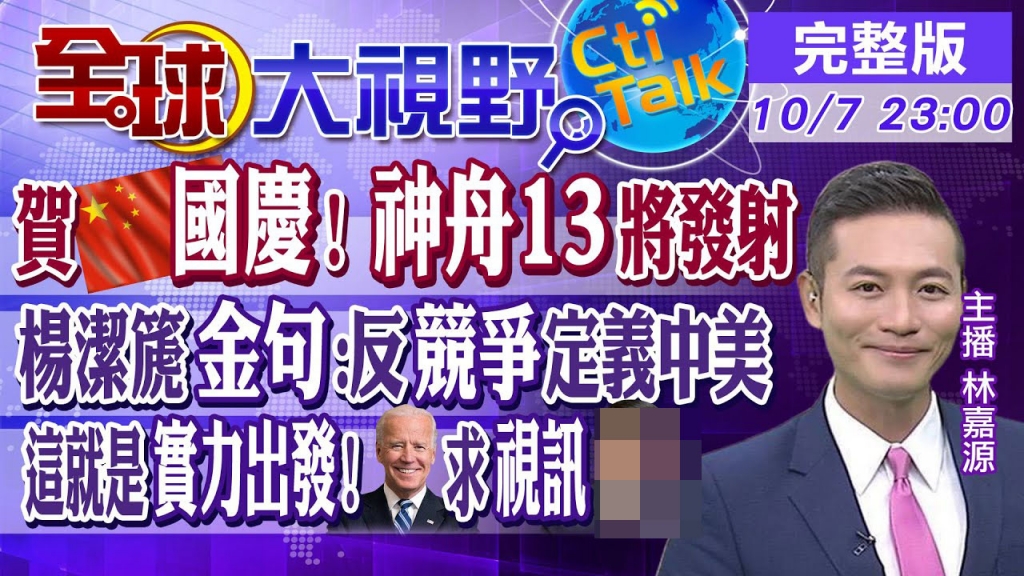 全球大視野
Cti Talk
完整版
10/7 23:00
賀 國慶! 神舟13將發射
楊潔篪金句:反競爭定義中美
這就是實力出發! 求視訊
主播 林嘉源